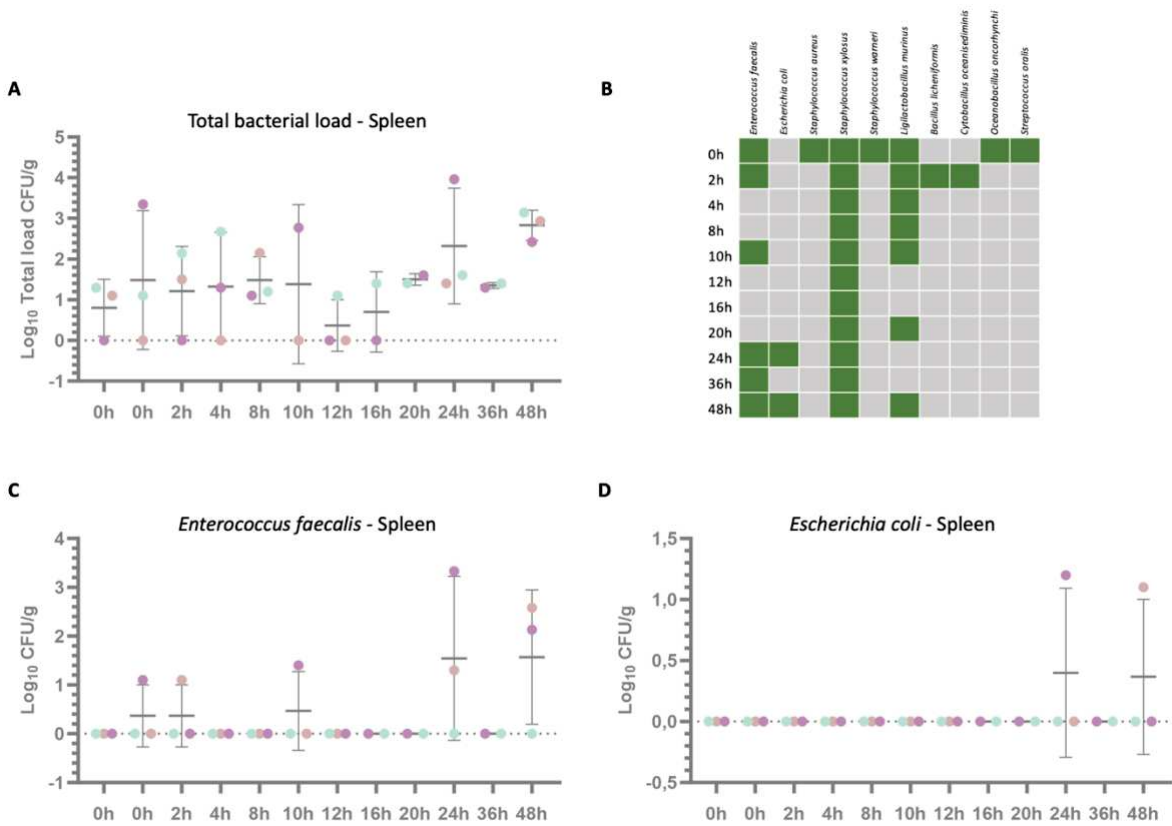 A
Total bacterial load - Spleen
Log10 Total load CFU/g
5
4
3
2
1
0
-1
0h 0h 2h 4h 8h 10h 12h 16h 20h 24h 36h 48h
B
Enterococcus faecalis
Escherichia coli
Staphylococcus aureus
Staphylococcus xylosus
Staphylococcus warneri
Ligilactobacillus murinus
Bacillus licheniformis
Cytobacillus oceanisediminis
Oceanobacillus oncorhynchi
Streptococcus oralis
0h
2h
4h
8h
10h
12h
16h
20h
24h
36h
48h
C
Enterococcus faecalis - Spleen
Log10 CFU/g
4
3
2
1
0
-1
0h 0h 2h 4h 8h 10h 12h 16h 20h 24h 36h 48h
D
Escherichia coli - Spleen
Log10 CFU/g
1,5
1,0
0,5
0,0
-0,5
0h 0h 2h 4h 8h 10h 12h 16h 20h 24h 36h 48h